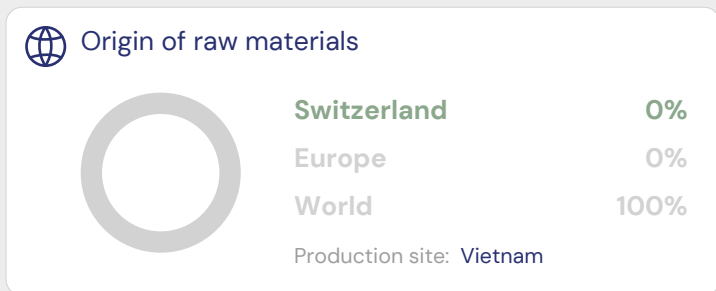 Origin of raw materials
Switzerland 0%
Europe 0%
World 100%
Production site: Vietnam